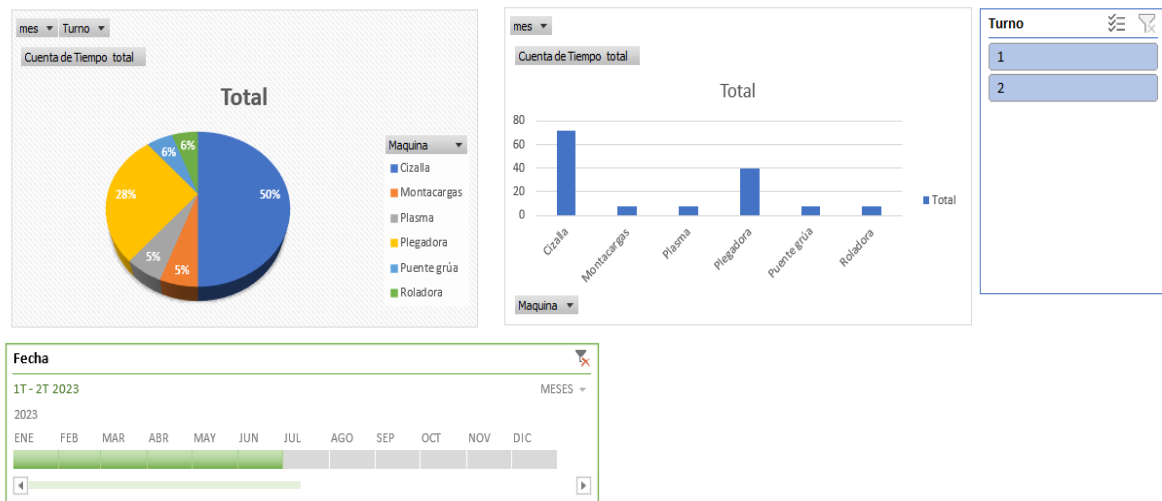 mes Turno
Cuenta de Tiempo total
Total
6% 6%
28% 50%
5% 5%
Maquina
Cizalla
Montacargas
Plasma
Plegadora
Puente grúa
Roladora
mes
Cuenta de Tiempo total
Total
80
60
40
20
0
Cizalla Montacargas Plasma Plegadora Puente grúa Roladora
Total
Maquina
Turno
1
2
Fecha
1T - 2T 2023 MESES
2023
ENE FEB MAR ABR MAY JUN JUL AGO SEP OCT NOV DIC